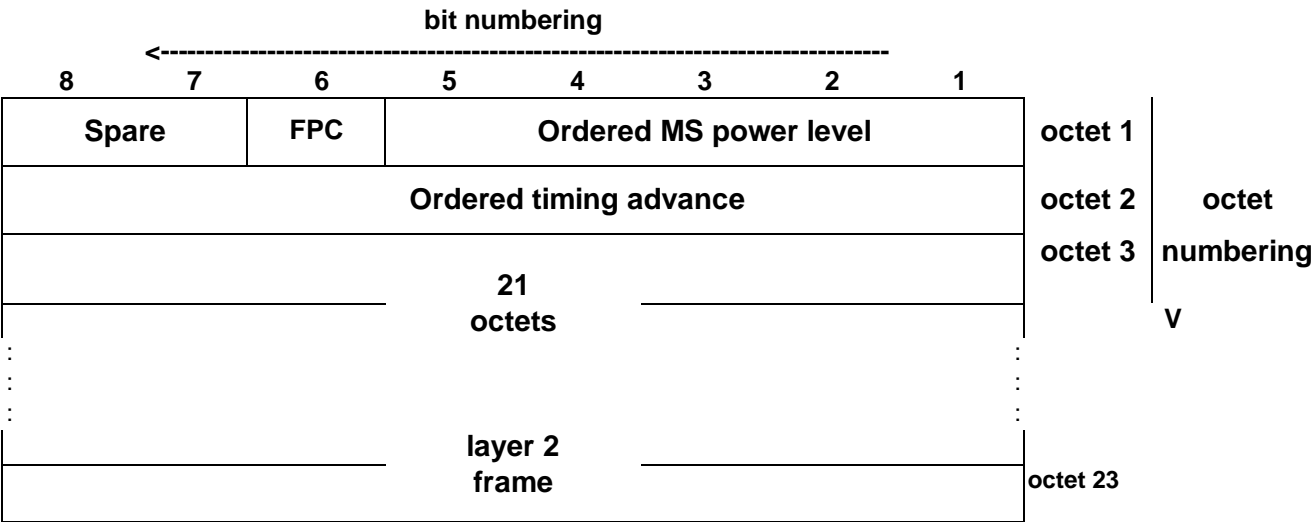 bit numbering
<--------------------------------------------------------------------------------
8 7 6 5 4 3 2 1
Spare FPC Ordered MS power level octet 1
Ordered timing advance octet 2 octet
octet 3 numbering
21
octets V
:
:
:
:
:
:
layer 2
frame octet 23